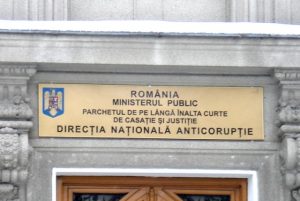 ROMÂNIA
MINISTERUL PUBLIC
PARCHETUL DE PE LÂNGĂ ÎNALTA CURTE
DE CASAȚIE ȘI JUSTIȚIE
DIRECȚIA NAȚIONALĂ ANTICORUPȚIE